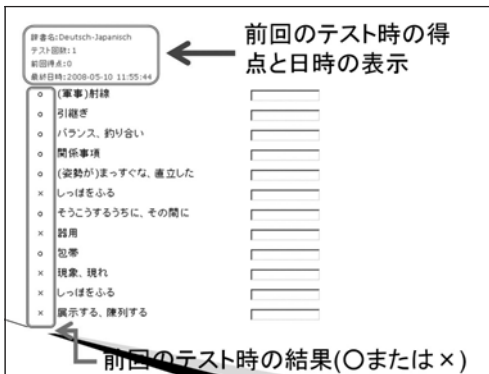 辞書名:Deutsch-Japanisch
テスト回数:1
前回得点:0
最終日時:2008-05-10 11:55:44
前回のテスト時の得
点と日時の表示
○ (軍事)射線
○ 引継ぎ
○ バランス、釣り合い
○ 関係事項
○ (姿勢が)まっすぐな、直立した
× しっぽをふる
○ そうこうするうちに、その間に
× 器用
○ 包帯
× 現象、現れ
× しっぽをふる
× 展示する、陳列する
前回のテスト時の結果(○または×)